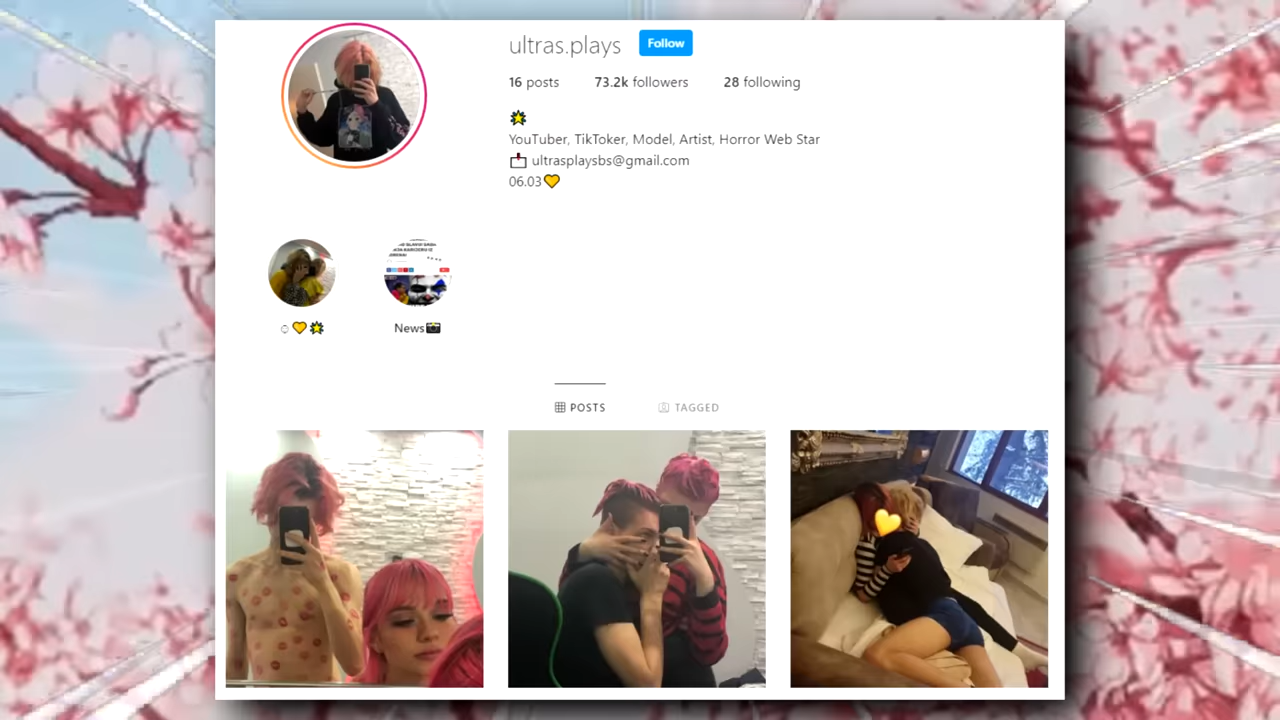 ultras.plays Follow
16 posts 73.2k followers 28 following
YouTuber, TikToker, Model, Artist, Horror Web Star
ultrasplaysbs@gmail.com
06.03
News
POSTS TAGGED